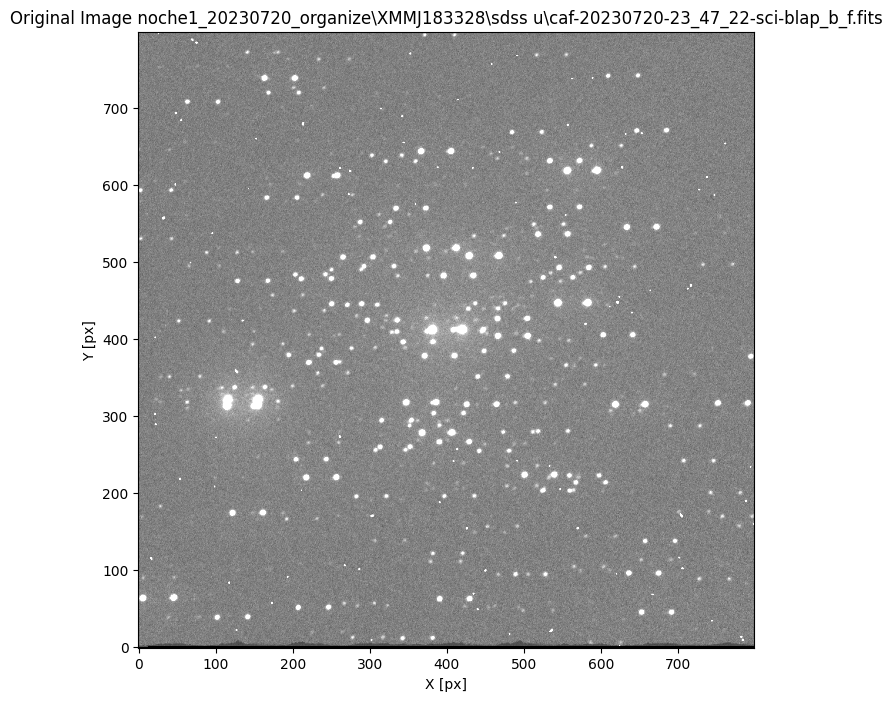 Original Image noche1_20230720_organize\XMMJ183328\sdss u\caf-20230720-23_47_22-sci-blap_b_f.fits
Y [px]
700
600
500
400
300
200
100
0
0 100 200 300 400 500 600 700
X [px]